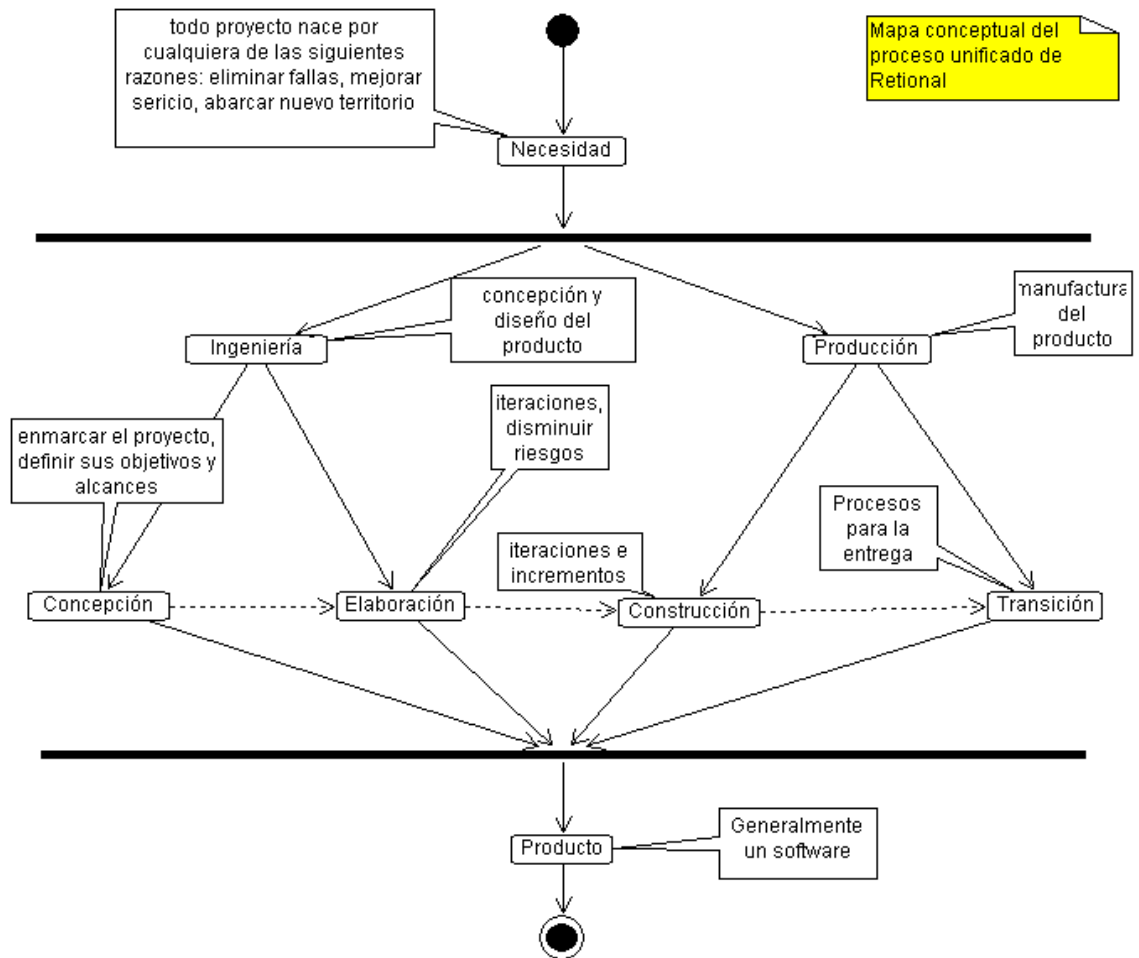 todo proyecto nace por
cualquiera de las siguientes
razones: eliminar fallas, mejorar
sericio, abarcar nuevo territorio
Mapa conceptual del
proceso unificado de
Retional
Necesidad
concepción y
diseño del
producto
manufactura
del
producto
Ingeniería
Producción
enmarcar el proyecto,
definir sus objetivos y
alcances
iteraciones,
disminuir
riesgos
iteraciones e
incrementos
Procesos
para la
entrega
Concepción
Elaboración
Construcción
Transición
Producto
Generalmente
un software